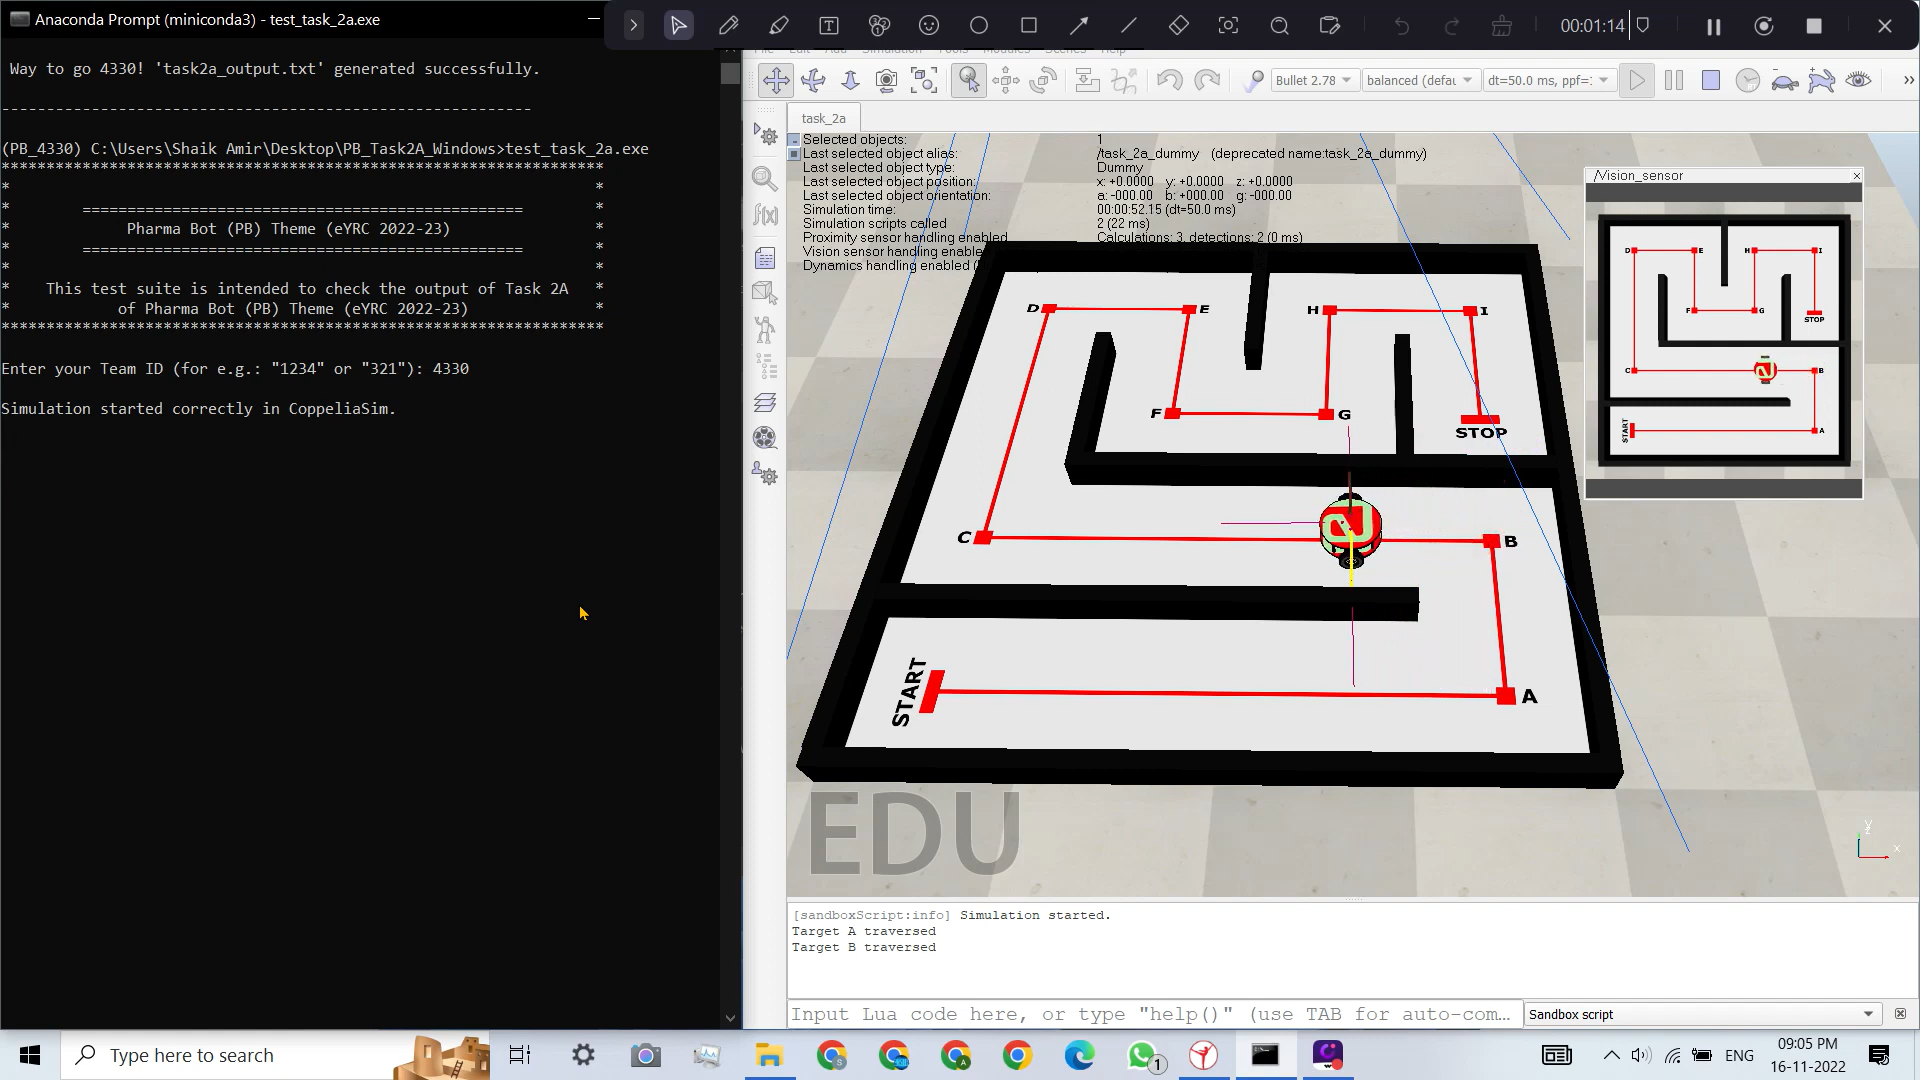 Anaconda Prompt (miniconda3) - test_task_2a.exe
Way to go 4330! 'task2a_output.txt' generated successfully.
-----------------------------------------------------------
(PB_4330) C:\Users\Shaik Amir\Desktop\PB_Task2A_Windows>test_task_2a.exe
*******************************************************************
* *
* ================================================= *
* Pharma Bot (PB) Theme (eYRC 2022-23) *
* ================================================= *
* *
* This test suite is intended to check the output of Task 2A *
* of Pharma Bot (PB) Theme (eYRC 2022-23) *
*******************************************************************
Enter your Team ID (for e.g.: "1234" or "321"): 4330
Simulation started correctly in CoppeliaSim.
00:01:14
Bullet 2.78
balanced (defau
dt=50.0 ms, ppf=:
task_2a
Selected objects: 1
Last selected object alias: /task_2a_dummy (deprecated name:task_2a_dummy)
Last selected object type: Dummy
Last selected object position: x: +0.0000 y: +0.0000 z: +0.0000
Last selected object orientation: a: -000.00 b: +000.00 g: -000.00
Simulation time: 00:00:52.15 (dt=50.0 ms)
Simulation scripts called 2 (22 ms)
Proximity sensor handling enabled Calculations: 3, detections: 2 (0 ms)
Vision sensor handling enable
Dynamics handling enabled (
/Vision_sensor
D
E
H
I
F
G
STOP
C
B
START
A
D
E
H
I
F
G
STOP
C
B
START
A
EDU
[sandboxScript:info] Simulation started.
Target A traversed
Target B traversed
Input Lua code here, or type "help()" (use TAB for auto-com...
Sandbox script
Type here to search
1
ENG
09:05 PM
16-11-2022